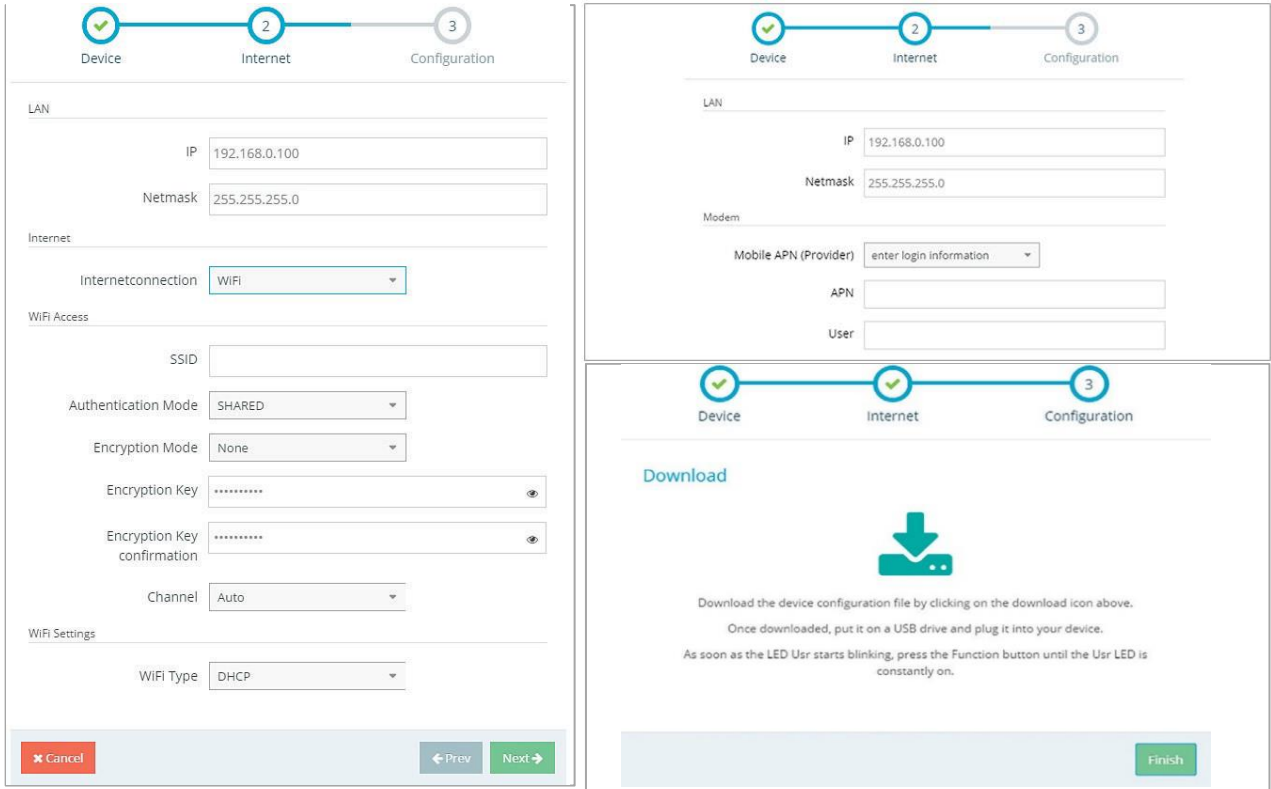 2
3
Device
Internet
Configuration
LAN
IP 192.168.0.100
Netmask 255.255.255.0
Internet
Internetconnection WiFi
WiFi Access
SSID
Authentication Mode SHARED
Encryption Mode None
Encryption Key ••••••••••
Encryption Key ••••••••••
confirmation
Channel Auto
WiFi Settings
WiFi Type DHCP
Cancel
Prev
Next
2
3
Device
Internet
Configuration
LAN
IP 192.168.0.100
Netmask 255.255.255.0
Modem
Mobile APN (Provider) enter login information
APN
User
3
Device
Internet
Configuration
Download
Download the device configuration file by clicking on the download icon above.
Once downloaded, put it on a USB drive and plug it into your device.
As soon as the LED Usr starts blinking, press the Function button until the Usr LED is
constantly on.
Finish